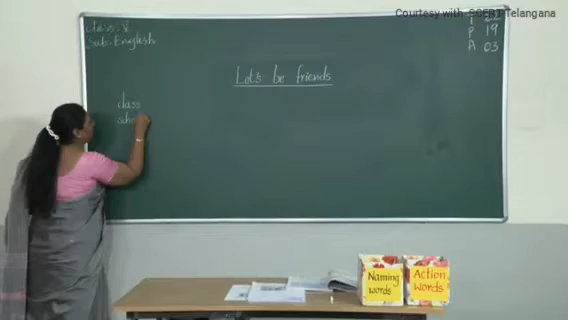 Courtesy with :SCERT Telangana
class: V
Sub: English
P 19
A 03
Let's be friends
class
Naming words
Action words